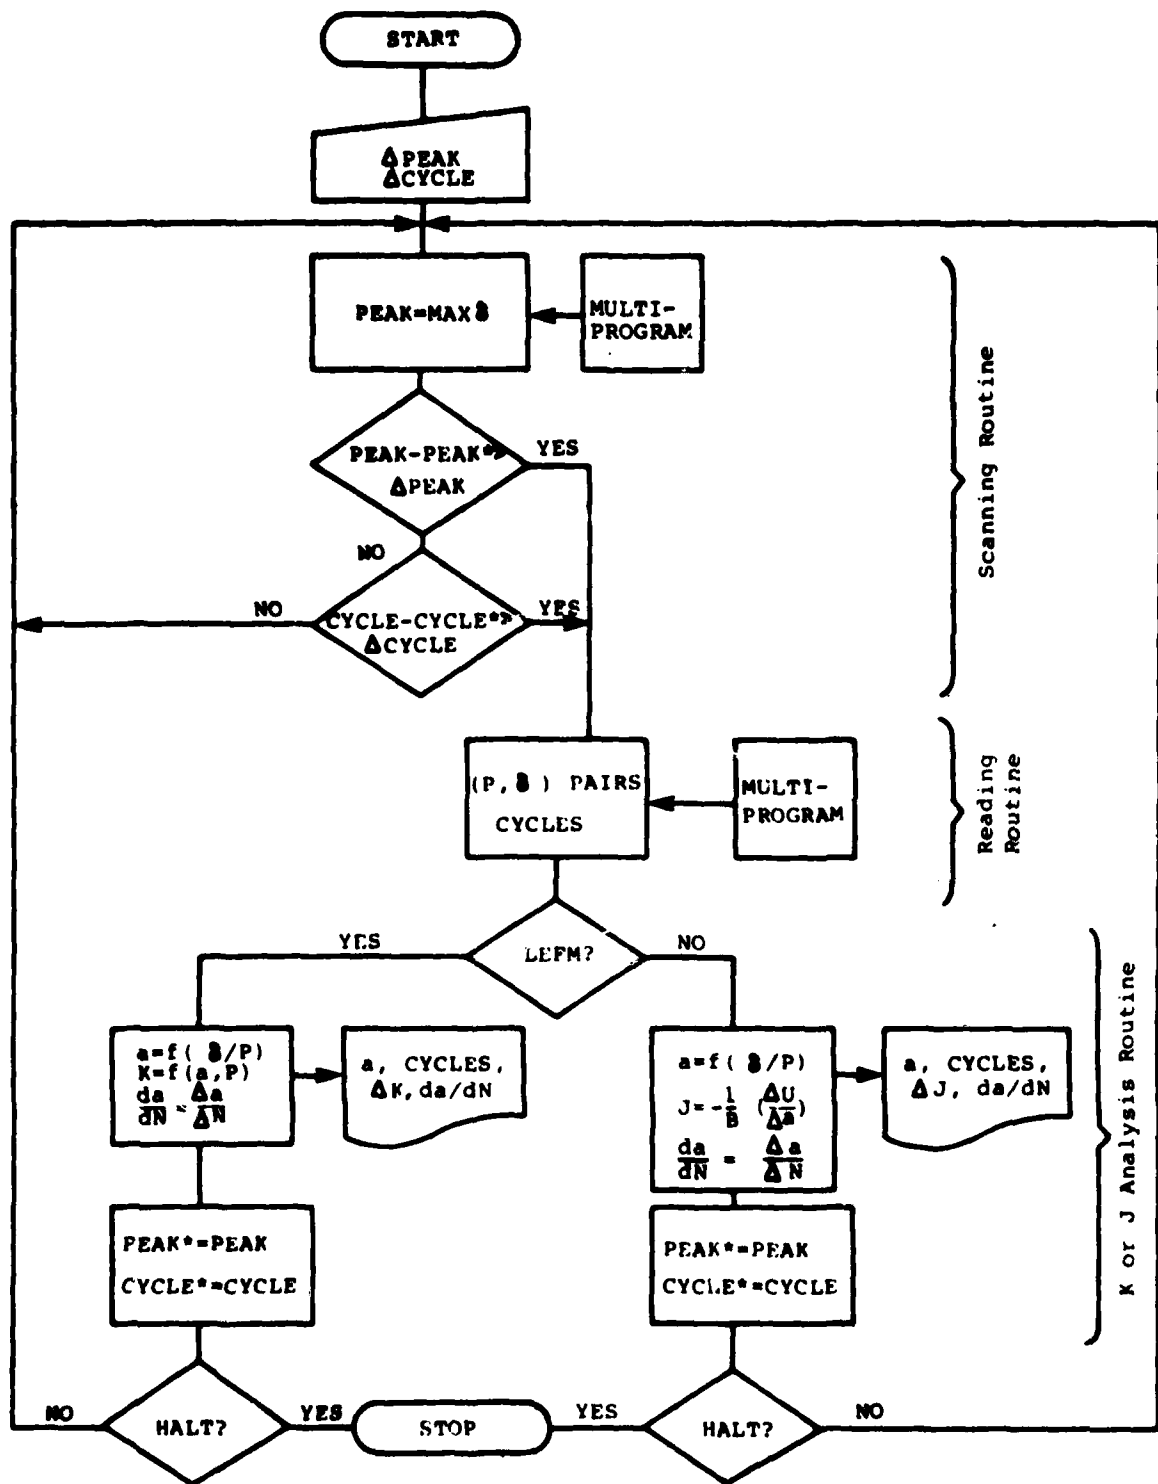 START
ΔPEAK
ΔCYCLE
PEAK=MAX δ
MULTI-
PROGRAM
PEAK-PEAK*>
ΔPEAK
YES
NO
CYCLE-CYCLE*>
ΔCYCLE
NO
YES
Scanning Routine
(P, δ ) PAIRS
CYCLES
MULTI-
PROGRAM
Reading
Routine
LEFM?
YES
NO
a=f( δ/P)
K=f(a,P)
da/dN = Δa/ΔN
a, CYCLES,
ΔK,da/dN
a=f( δ/P)
J=-1/B (ΔU/Δa)
da/dN = Δa/ΔN
a, CYCLES,
ΔJ, da/dN
K or J Analysis Routine
PEAK*=PEAK
CYCLE*=CYCLE
PEAK*=PEAK
CYCLE*=CYCLE
NO
HALT?
YES
STOP
YES
HALT?
NO